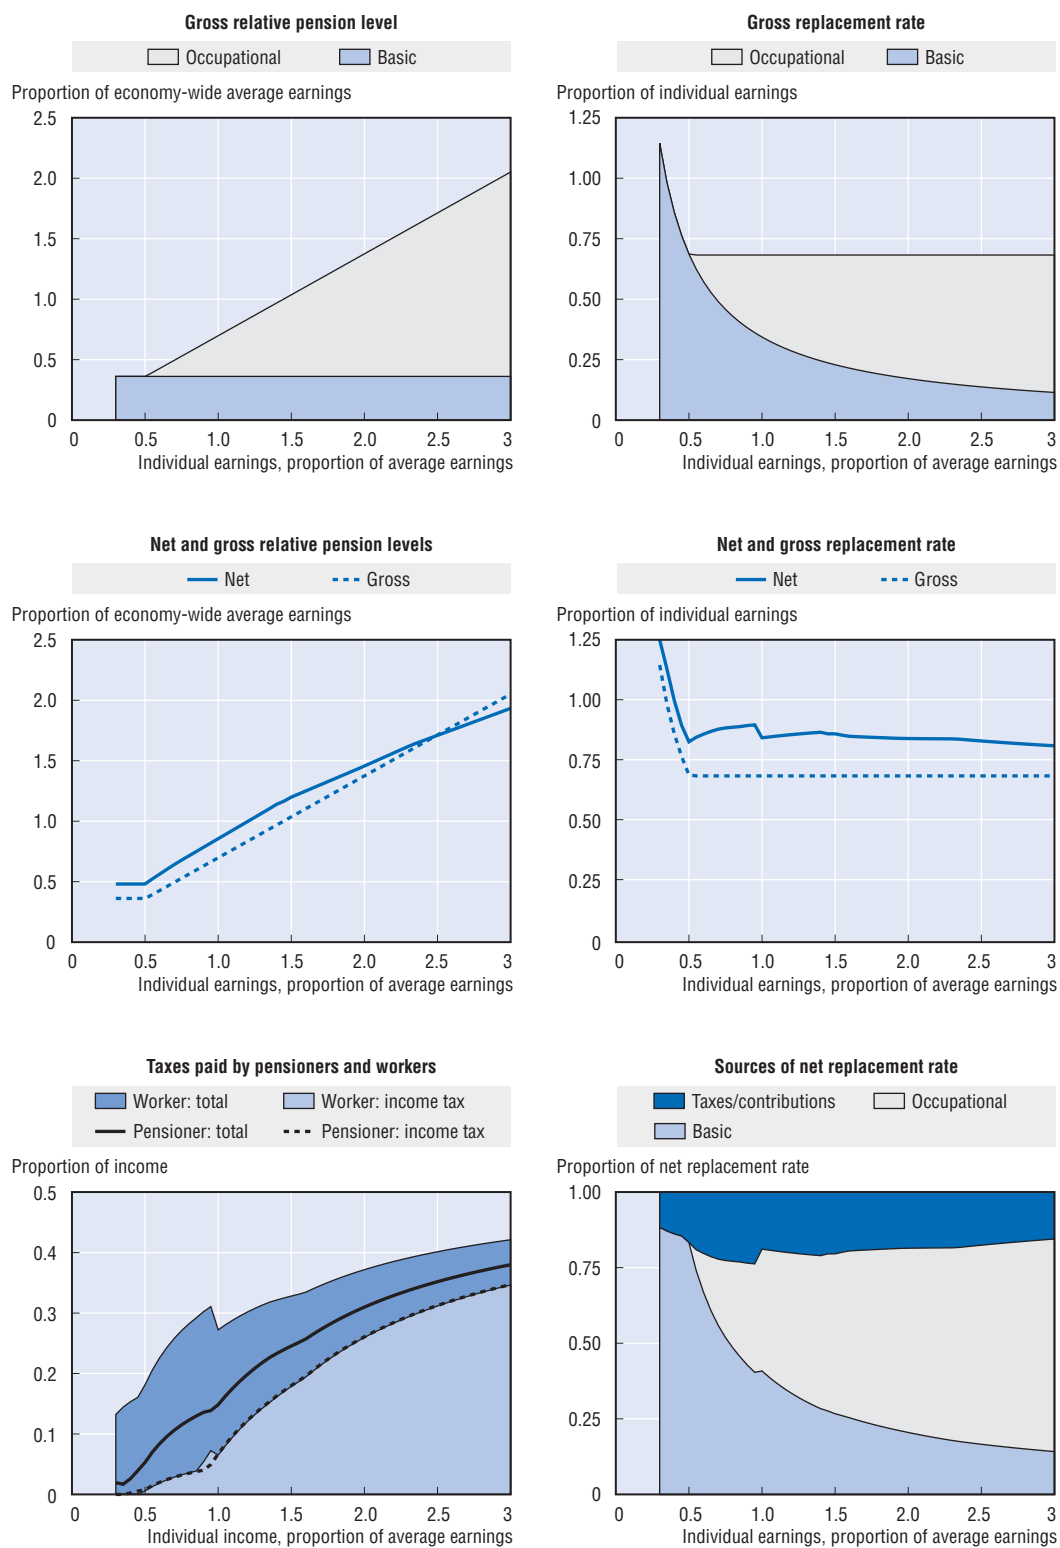 Gross relative pension level
Occupational Basic
Proportion of economy-wide average earnings
2.5
2.0
1.5
1.0
0.5
0
0 0.5 1.0 1.5 2.0 2.5 3
Individual earnings, proportion of average earnings
Gross replacement rate
Occupational Basic
Proportion of individual earnings
1.25
1.00
0.75
0.50
0.25
0
0 0.5 1.0 1.5 2.0 2.5 3
Individual earnings, proportion of average earnings
Net and gross relative pension levels
Net Gross
Proportion of economy-wide average earnings
2.5
2.0
1.5
1.0
0.5
0
0 0.5 1.0 1.5 2.0 2.5 3
Individual earnings, proportion of average earnings
Net and gross replacement rate
Net Gross
Proportion of individual earnings
1.25
1.00
0.75
0.50
0.25
0
0 0.5 1.0 1.5 2.0 2.5 3
Individual earnings, proportion of average earnings
Taxes paid by pensioners and workers
Worker: total Worker: income tax
Pensioner: total Pensioner: income tax
Proportion of income
0.5
0.4
0.3
0.2
0.1
0
0 0.5 1.0 1.5 2.0 2.5 3
Individual income, proportion of average earnings
Sources of net replacement rate
Taxes/contributions Occupational
Basic
Proportion of net replacement rate
1.00
0.75
0.50
0.25
0
0 0.5 1.0 1.5 2.0 2.5 3
Individual earnings, proportion of average earnings